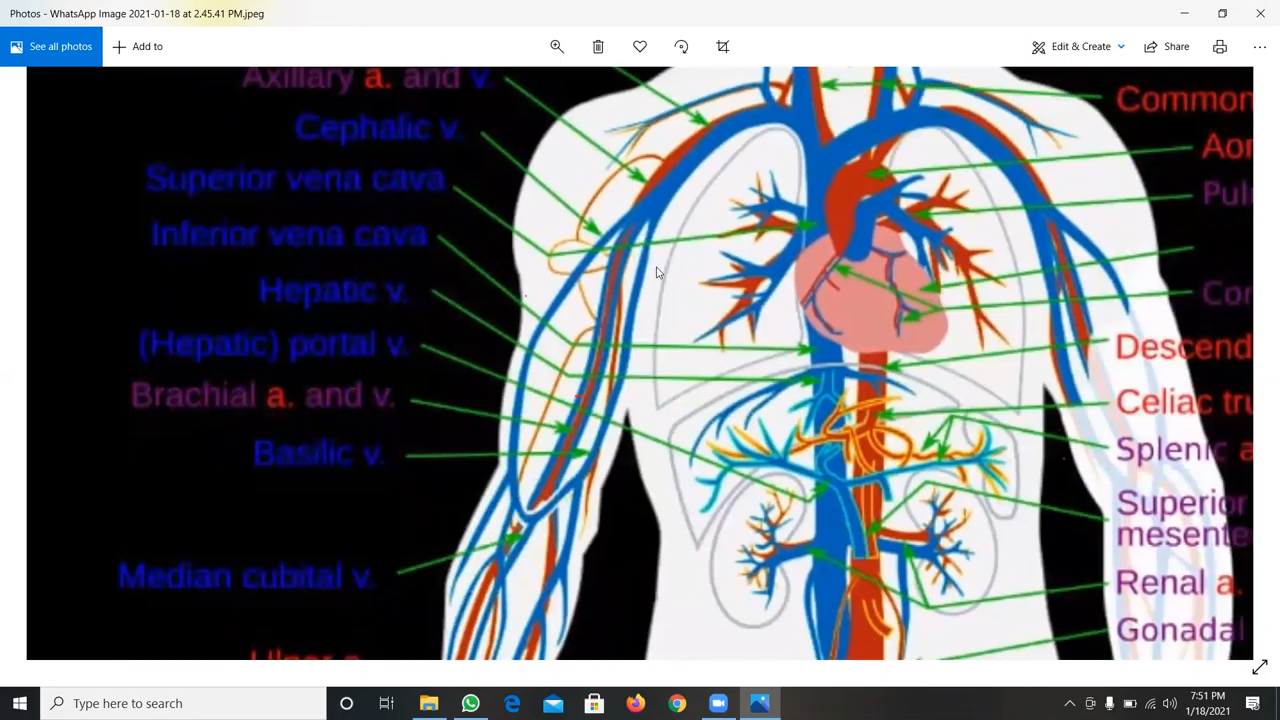 Photos - WhatsApp Image 2021-01-18 at 2.45.41 PM.jpeg
See all photos
Add to
Edit & Create
Share
Axillary a. and v.
Cephalic v.
Superior vena cava
Inferior vena cava
Hepatic v.
(Hepatic) portal v.
Brachial a. and v.
Basilic v.
Median cubital v.
Ulnar a.
Common
Aor
Pul
Cor
Descend
Celiac tru
Splenic a
Superior
mesente
Renal a.
Gonadal
Type here to search
7:51 PM
1/18/2021